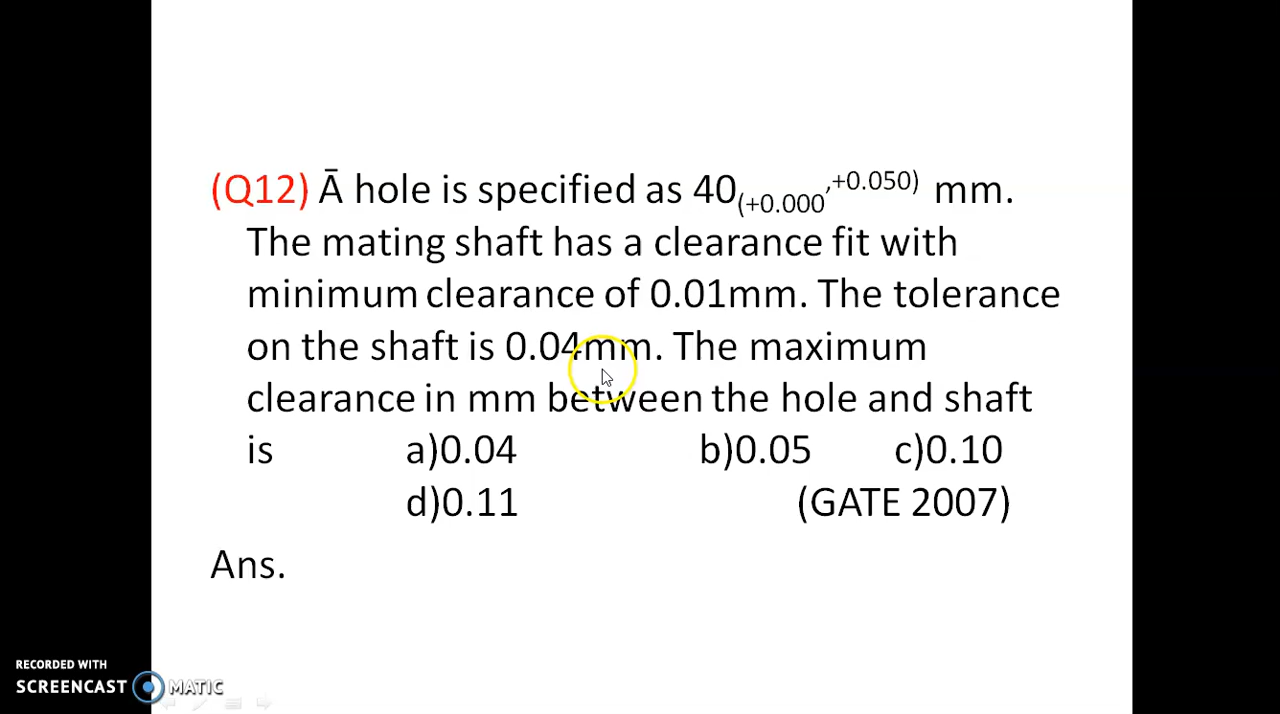 (Q12) Ā hole is specified as 40(+0.000,+0.050) mm.
The mating shaft has a clearance fit with
minimum clearance of 0.01mm. The tolerance
on the shaft is 0.04mm. The maximum
clearance in mm between the hole and shaft
is a)0.04 b)0.05 c)0.10
d)0.11 (GATE 2007)
Ans.
RECORDED WITH
SCREENCAST MATIC